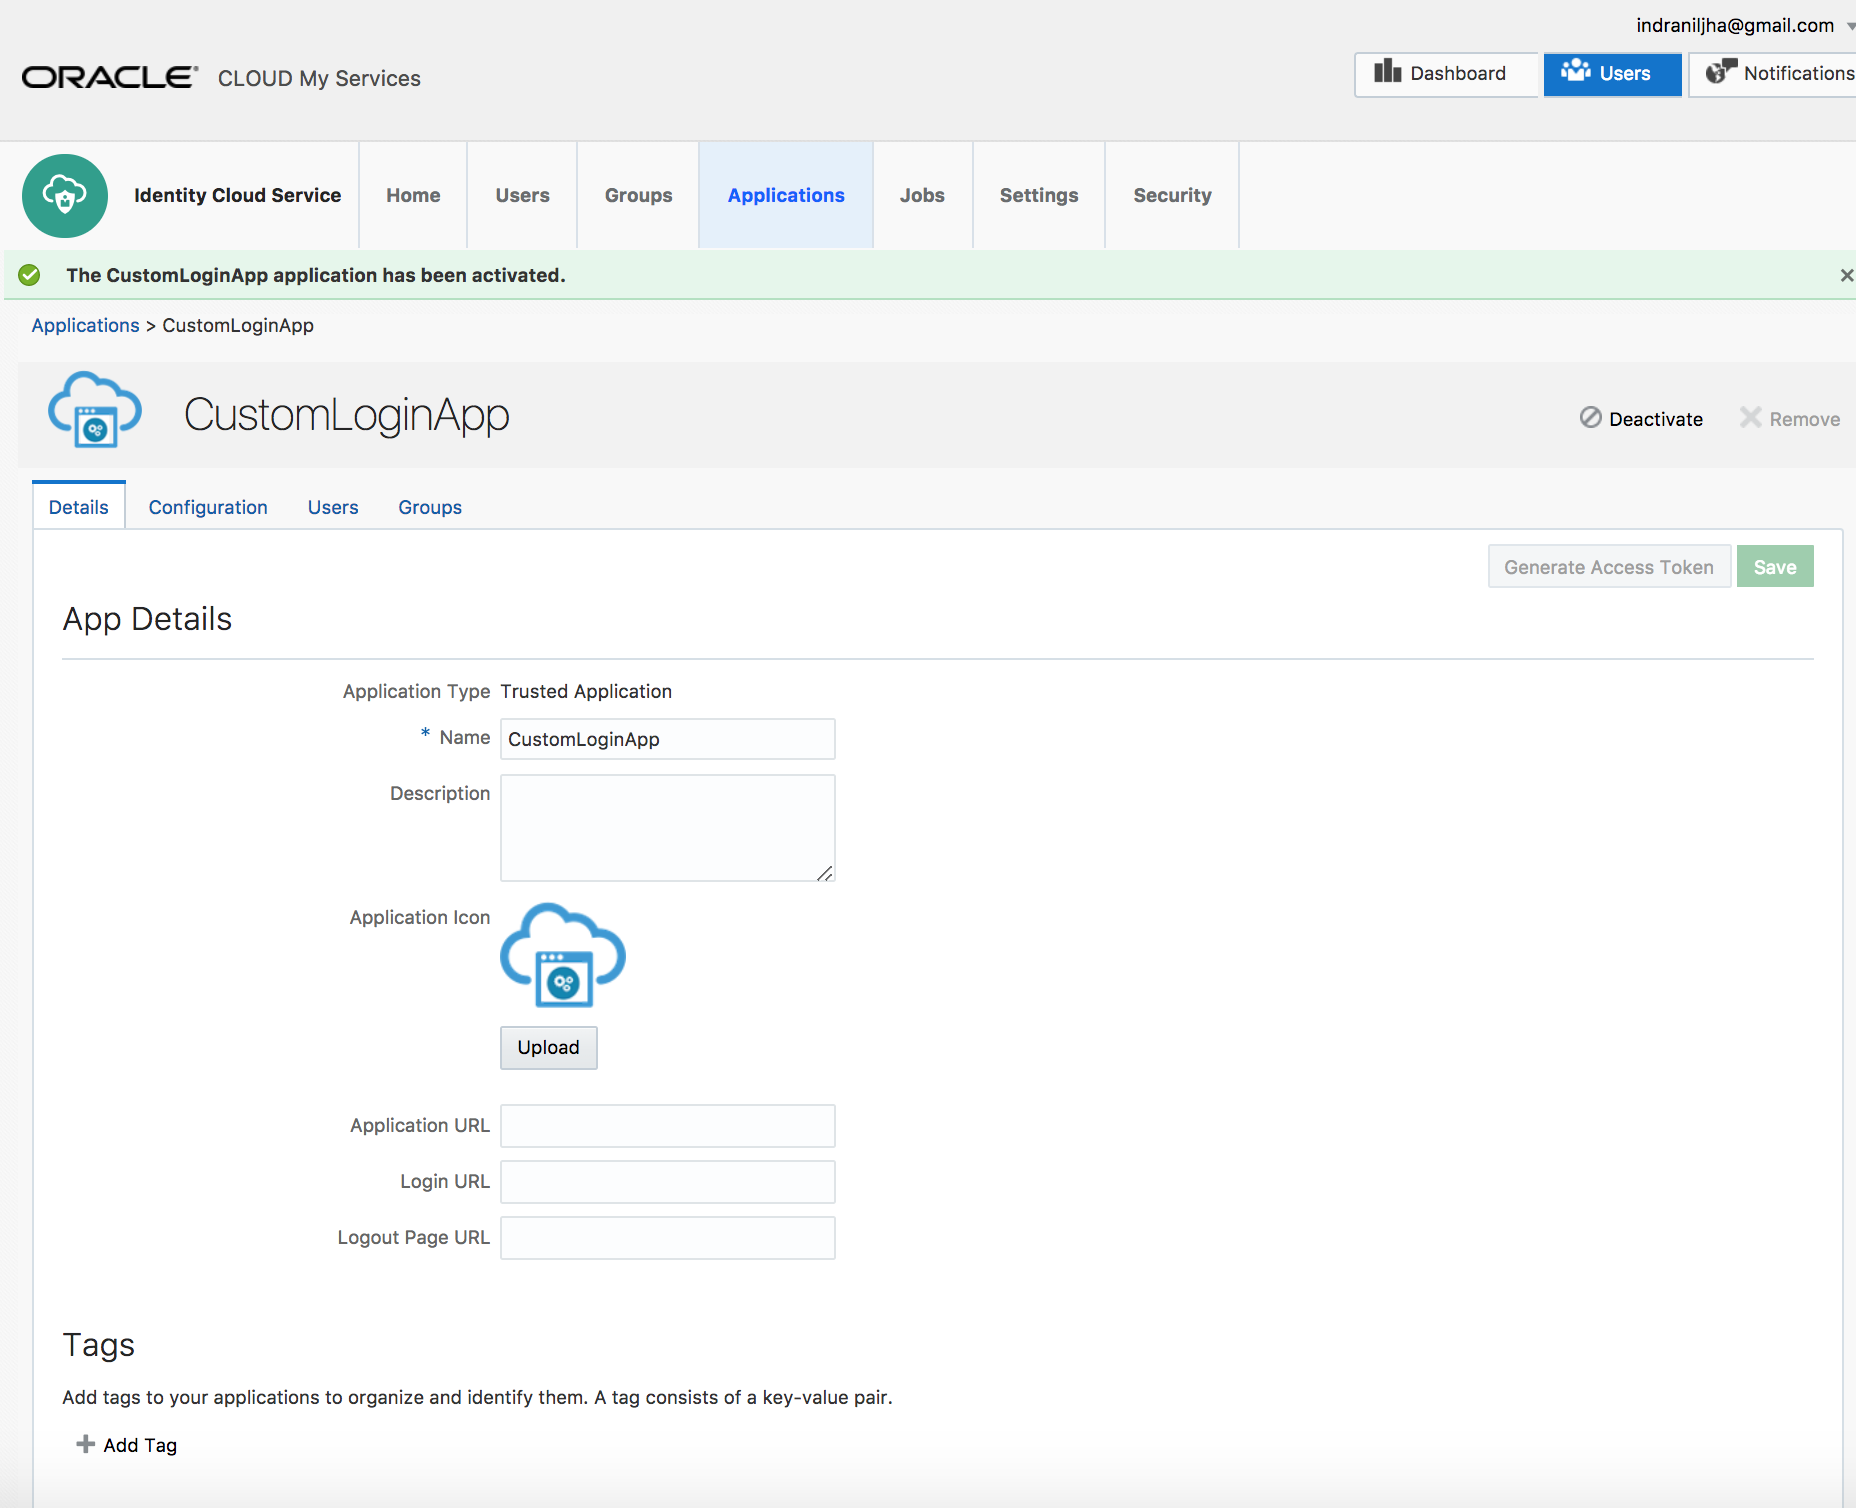 indraniljha@gmail.com
ORACLE CLOUD My Services
Dashboard Users Notifications
Identity Cloud Service Home Users Groups Applications Jobs Settings Security
The CustomLoginApp application has been activated.
Applications > CustomLoginApp
CustomLoginApp
Deactivate Remove
Details Configuration Users Groups
Generate Access Token Save
App Details
Application Type Trusted Application
* Name CustomLoginApp
Description
Application Icon
Upload
Application URL
Login URL
Logout Page URL
Tags
Add tags to your applications to organize and identify them. A tag consists of a key-value pair.
Add Tag